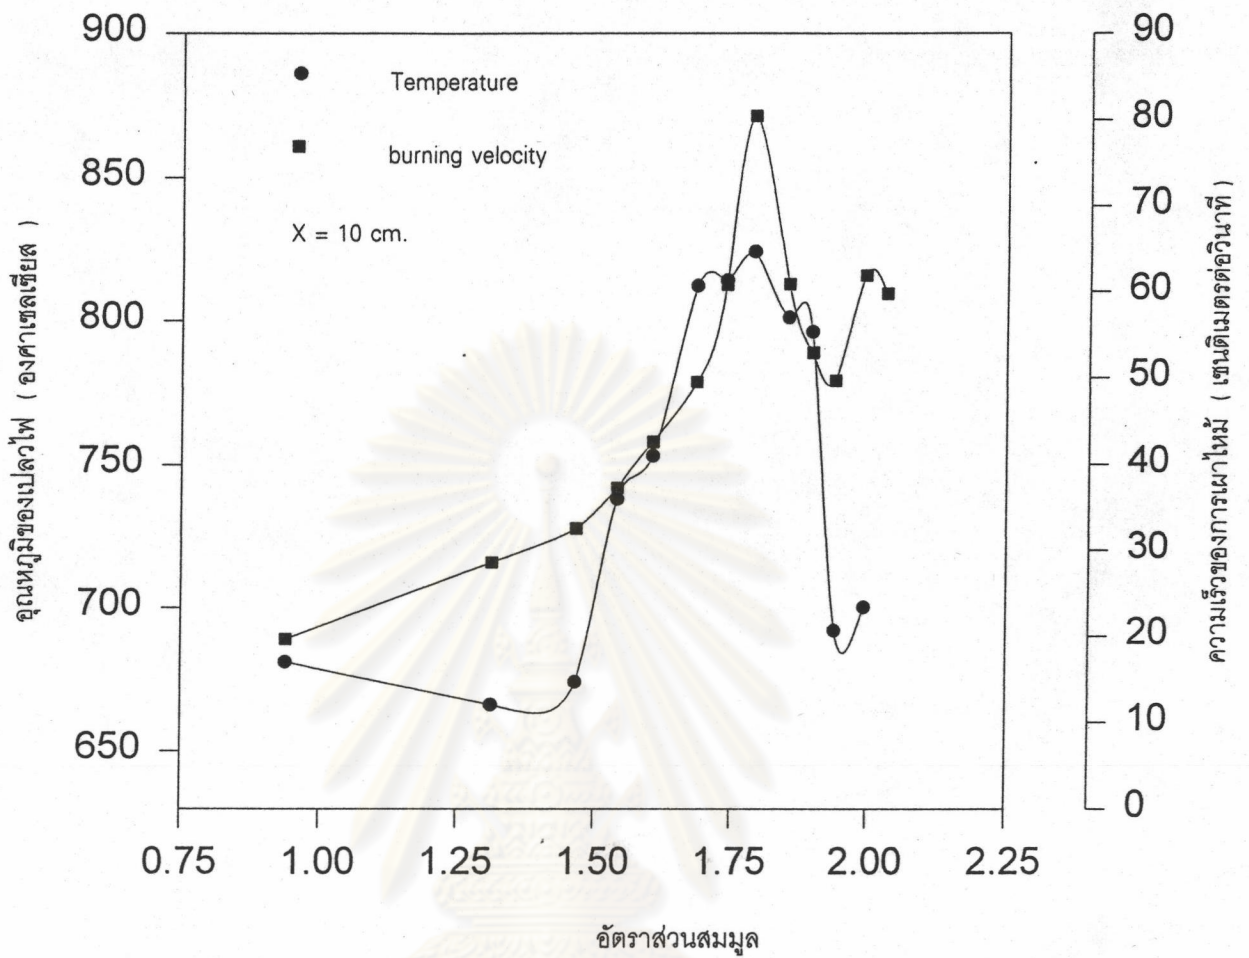 900
850
800
750
700
650
อุณหภูมิของเปลวไฟ ( องศาเซลเซียส )
Temperature
burning velocity
X = 10 cm.
90
80
70
60
50
40
30
20
10
0
ความเร็วของการเผาไหม้ ( เซนติเมตรต่อวินาที )
0.75 1.00 1.25 1.50 1.75 2.00 2.25
อัตราส่วนสมมูล